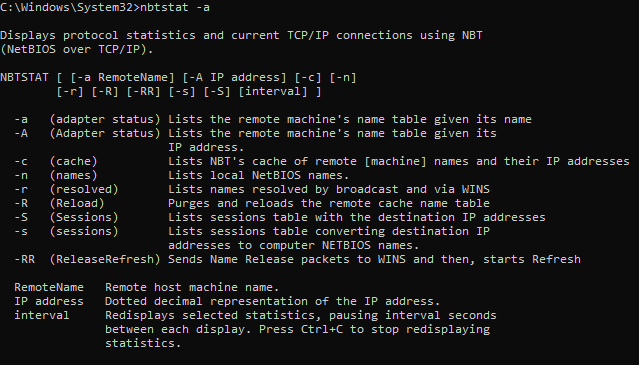 C:\Windows\System32>nbtstat -a
Displays protocol statistics and current TCP/IP connections using NBT
(NetBIOS over TCP/IP).
NBTSTAT [ [-a RemoteName] [-A IP address] [-c] [-n]
[-r] [-R] [-RR] [-s] [-S] [interval] ]
-a (adapter status) Lists the remote machine's name table given its name
-A (Adapter status) Lists the remote machine's name table given its
IP address.
-c (cache) Lists NBT's cache of remote [machine] names and their IP addresses
-n (names) Lists local NetBIOS names.
-r (resolved) Lists names resolved by broadcast and via WINS
-R (Reload) Purges and reloads the remote cache name table
-S (Sessions) Lists sessions table with the destination IP addresses
-s (sessions) Lists sessions table converting destination IP
addresses to computer NETBIOS names.
-RR (ReleaseRefresh) Sends Name Release packets to WINS and then, starts Refresh
RemoteName Remote host machine name.
IP address Dotted decimal representation of the IP address.
interval Redisplays selected statistics, pausing interval seconds
between each display. Press Ctrl+C to stop redisplaying
statistics.